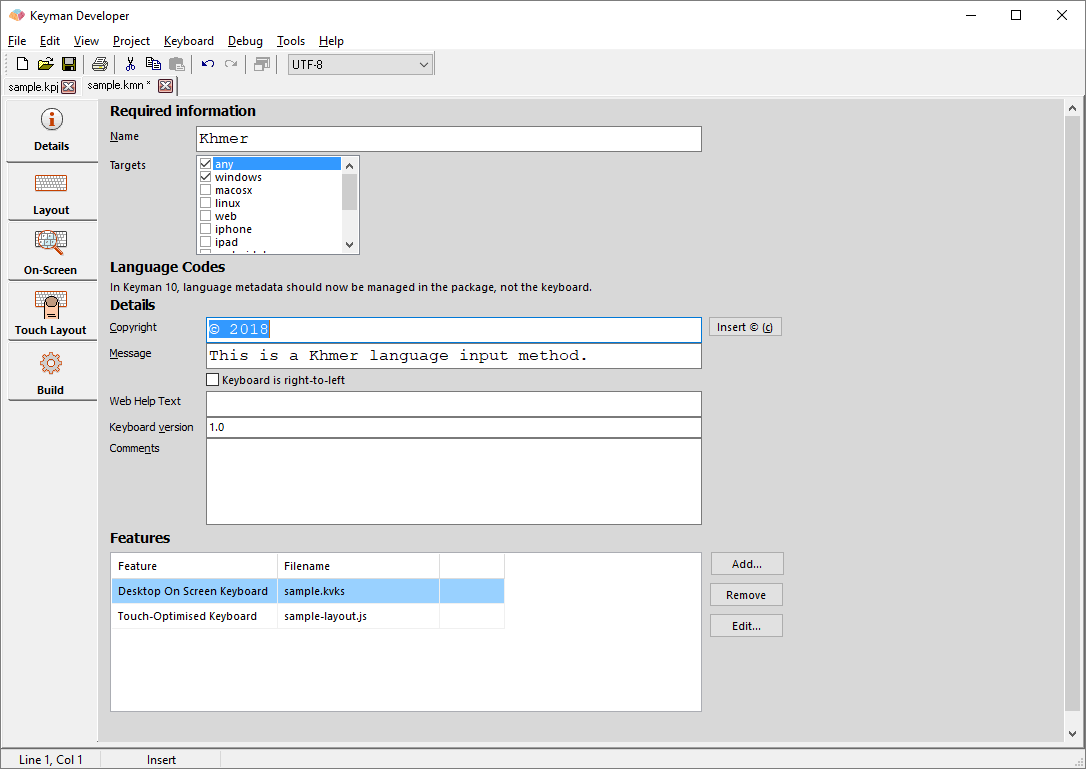 Keyman Developer
File Edit View Project Keyboard Debug Tools Help
UTF-8
sample.kpj sample.kmn *
Details
Layout
On-Screen
Touch Layout
Build
Required information
Name Khmer
Targets
any
windows
macosx
linux
web
iphone
ipad
Language Codes
In Keyman 10, language metadata should now be managed in the package, not the keyboard.
Details
Copyright © 2018 Insert © (c)
Message This is a Khmer language input method.
Keyboard is right-to-left
Web Help Text
Keyboard version 1.0
Comments
Features
Feature Filename Add...
Desktop On Screen Keyboard sample.kvks Remove
Touch-Optimised Keyboard sample-layout.js Edit...
Line 1, Col 1 Insert